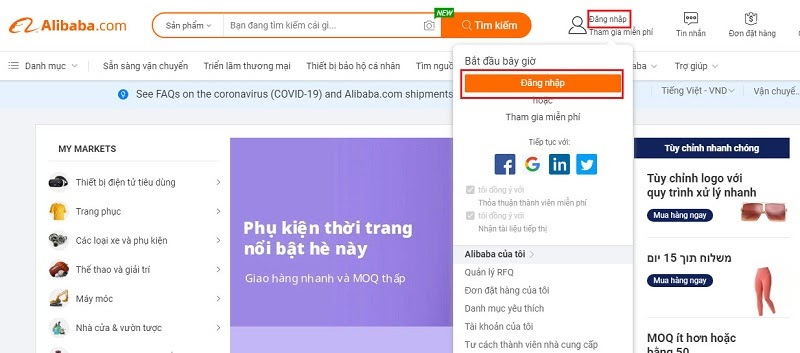 Alibaba.com
Sản phẩm
Bạn đang tìm kiếm cái gì...
NEW
Tìm kiếm
Đăng nhập
Tham gia miễn phí
Tin nhắn
Đơn đặt hàng
Danh mục
Sẵn sàng vận chuyển
Triển lãm thương mại
Thiết bị bảo hộ cá nhân
Tìm nguồ
baba
Trợ giúp
See FAQs on the coronavirus (COVID-19) and Alibaba.com shipments
Tiếng Việt - VND
Vận chuyể..
Bắt đầu bây giờ
Đăng nhập
hoặc
Tham gia miễn phí
Tiếp tục với:
tôi đồng ý với
Thỏa thuận thành viên miễn phí
tôi đồng ý với
Nhận tài liệu tiếp thị
Alibaba của tôi
Quản lý RFQ
Đơn đặt hàng của tôi
Danh mục yêu thích
Tài khoản của tôi
Tư cách thành viên nhà cung cấp
MY MARKETS
Thiết bị điện tử tiêu dùng
Trang phục
Các loại xe và phụ kiện
Thể thao và giải trí
Máy móc
Nhà cửa & vườn tược
Phụ kiện thời trang
nổi bật hè này
Giao hàng nhanh và MOQ thấp
Tùy chỉnh nhanh chóng
Tùy chỉnh logo với
quy trình xử lý nhanh
Mua hàng ngay
משלוח תוך 15 יום
Mua hàng ngay
MOQ ít hơn hoặc
bằng 50